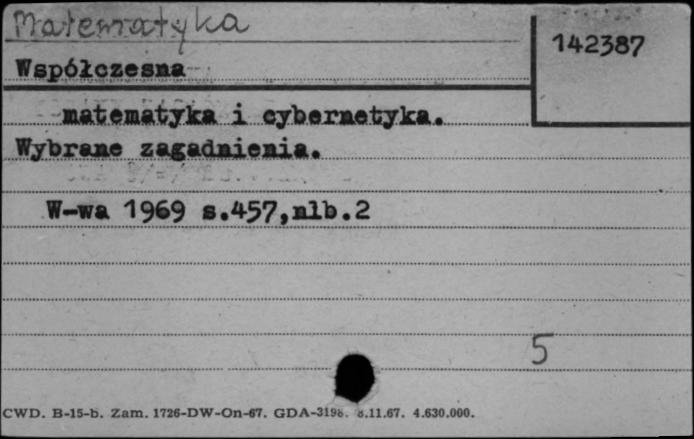 Matematyka
142387
Współczesna
matematyka i cybernetyka.
Wybrane zagadnienia.
W-wa 1969 s.457,nlb.2
5
CWD. B-15-b. Zam. 1726-DW-On-67. GDA-3198. 8.11.67. 4.630.000.